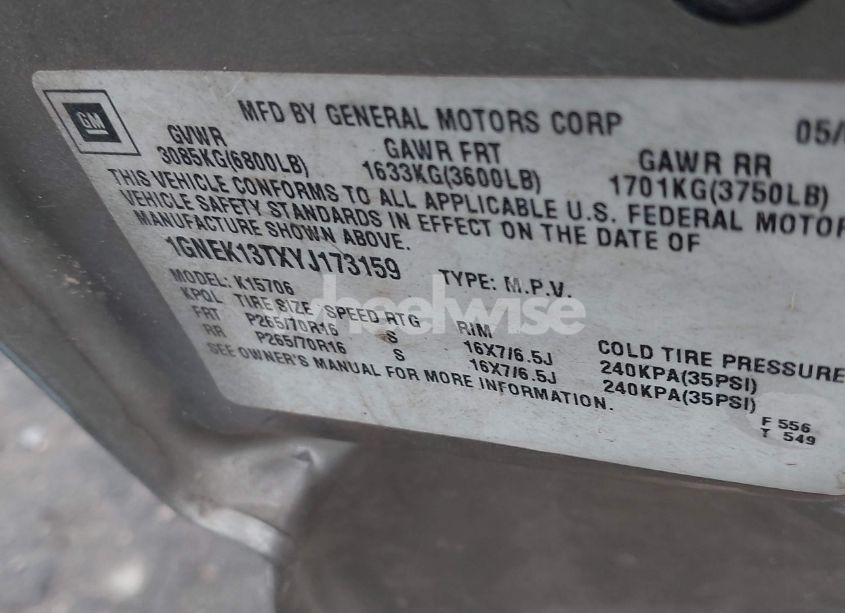 GM
MFD BY GENERAL MOTORS CORP 05/
GVWR GAWR FRT GAWR RR
3085KG(6800LB) 1633KG(3600LB) 1701KG(3750LB)
THIS VEHICLE CONFORMS TO ALL APPLICABLE U.S. FEDERAL MOTOR
VEHICLE SAFETY STANDARDS IN EFFECT ON THE DATE OF
MANUFACTURE SHOWN ABOVE.
1GNEK13TXYJ173159 TYPE: M.P.V.
MODEL: K15706
KPQL TIRE SIZE SPEED RTG RIM COLD TIRE PRESSURE
FRT P265/70R16 S 16X7/6.5J 240KPA(35PSI)
RR P265/70R16 S 16X7/6.5J 240KPA(35PSI)
SEE OWNER'S MANUAL FOR MORE INFORMATION.
F 556
T 549
wheelwise